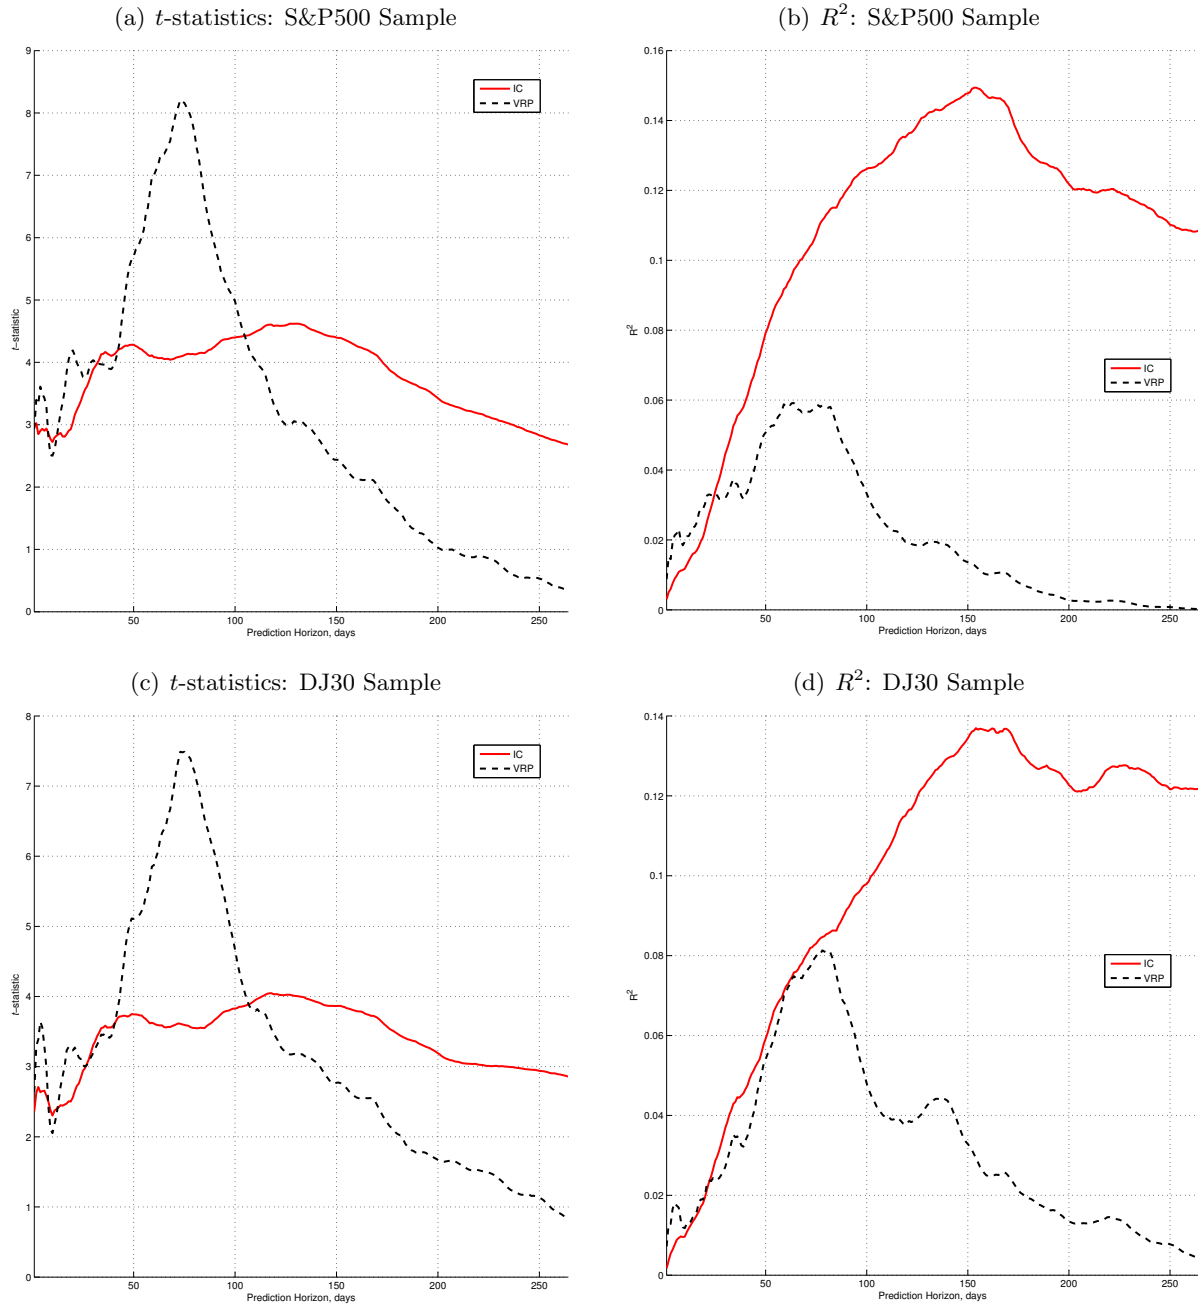 (a) t-statistics: S&P500 Sample
9
8
7
6
5
4
3
2
1
0
t-statistic
IC
VRP
50
100
150
200
250
Prediction Horizon, days
(b) R²: S&P500 Sample
0.16
0.14
0.12
0.1
0.08
0.06
0.04
0.02
0
R²
IC
VRP
50
100
150
200
250
Prediction Horizon, days
(c) t-statistics: DJ30 Sample
8
7
6
5
4
3
2
1
0
t-statistic
IC
VRP
50
100
150
200
250
Prediction Horizon, days
(d) R²: DJ30 Sample
0.14
0.12
0.1
0.08
0.06
0.04
0.02
0
R²
IC
VRP
50
100
150
200
250
Prediction Horizon, days